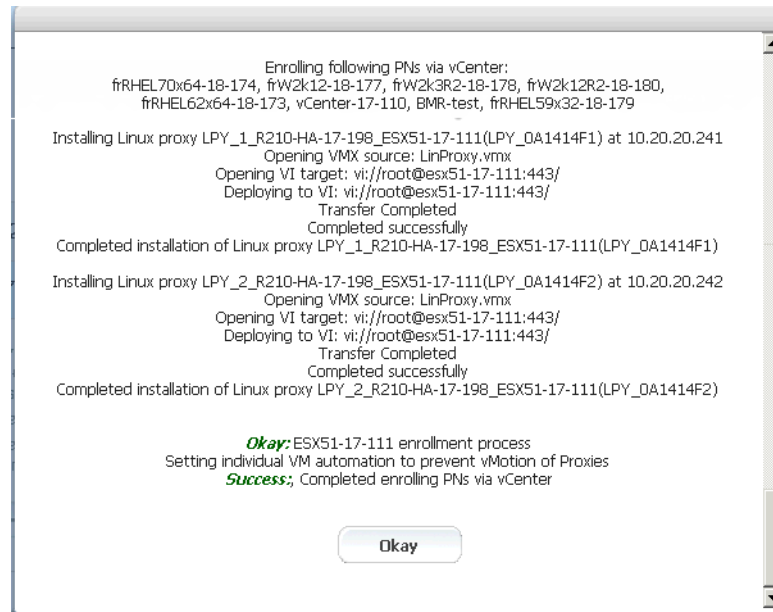 Enrolling following PNs via vCenter:
frRHEL70x64-18-174, frW2k12-18-177, frW2k3R2-18-178, frW2k12R2-18-180,
frRHEL62x64-18-173, vCenter-17-110, BMR-test, frRHEL59x32-18-179
Installing Linux proxy LPY_1_R210-HA-17-198_ESX51-17-111(LPY_0A1414F1) at 10.20.20.241
Opening VMX source: LinProxy.vmx
Opening VI target: vi://root@esx51-17-111:443/
Deploying to VI: vi://root@esx51-17-111:443/
Transfer Completed
Completed successfully
Completed installation of Linux proxy LPY_1_R210-HA-17-198_ESX51-17-111(LPY_0A1414F1)
Installing Linux proxy LPY_2_R210-HA-17-198_ESX51-17-111(LPY_0A1414F2) at 10.20.20.242
Opening VMX source: LinProxy.vmx
Opening VI target: vi://root@esx51-17-111:443/
Deploying to VI: vi://root@esx51-17-111:443/
Transfer Completed
Completed successfully
Completed installation of Linux proxy LPY_2_R210-HA-17-198_ESX51-17-111(LPY_0A1414F2)
Okay: ESX51-17-111 enrollment process
Setting individual VM automation to prevent vMotion of Proxies
Success:, Completed enrolling PNs via vCenter
Okay